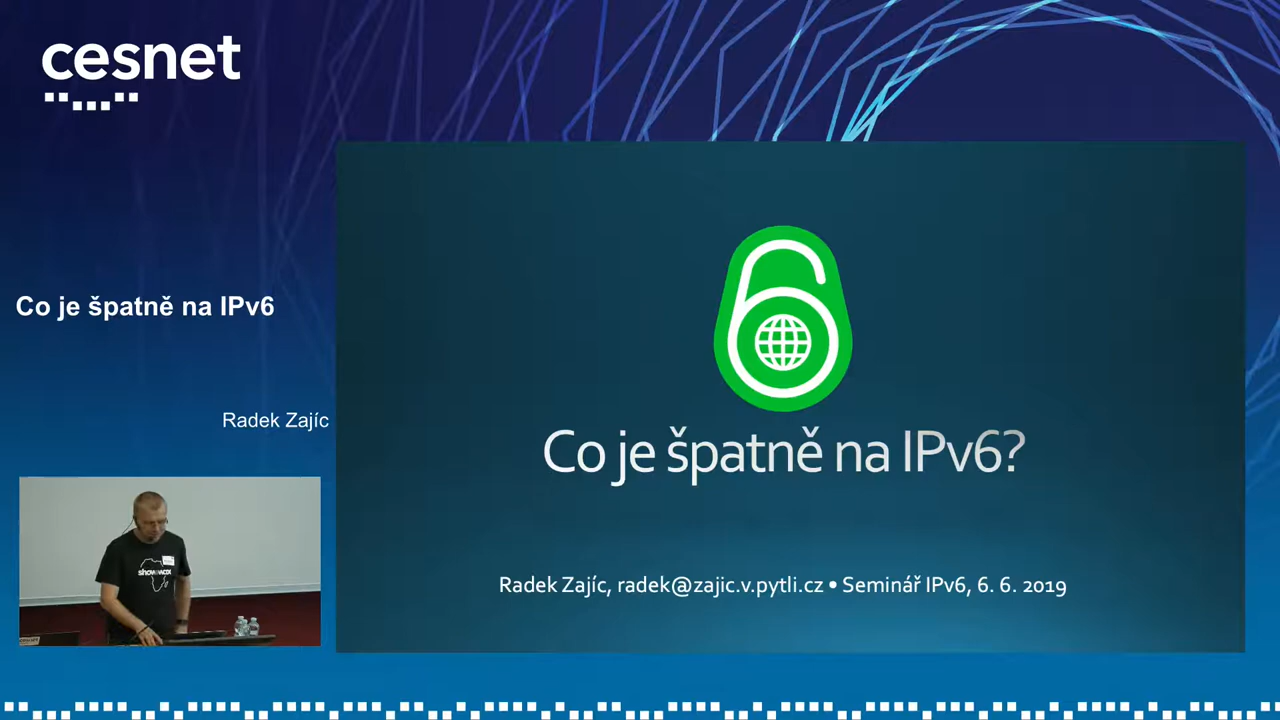 cesnet
Co je špatně na IPv6
Radek Zajíc
Co je špatně na IPv6?
Radek Zajíc, radek@zajic.v.pytli.cz • Seminář IPv6, 6. 6. 2019
showmax